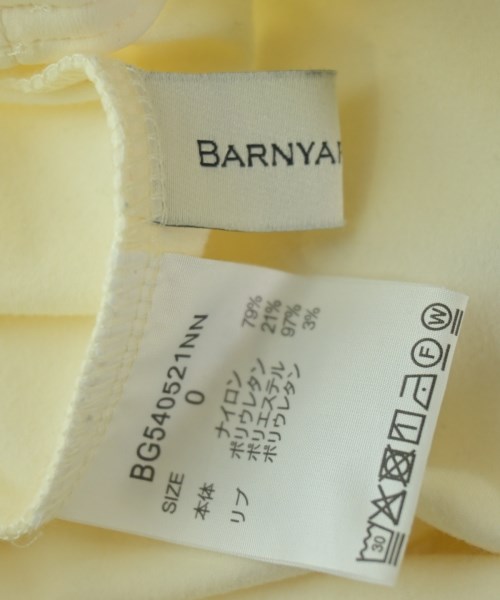 BARNYAR
BG540521NN
SIZE 0
本体 ナイロン 79%
ポリウレタン 21%
リブ ポリエステル 97%
ポリウレタン 3%
30
F
W